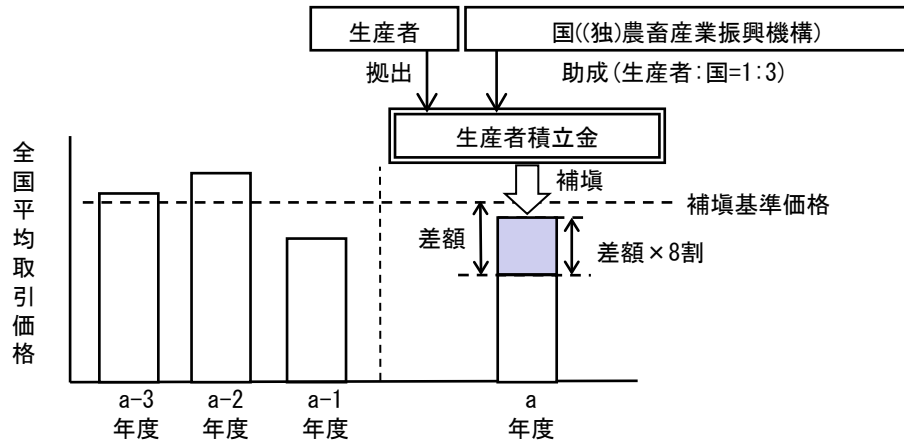 生産者
国((独)農畜産業振興機構)
拠出
助成(生産者:国=1:3)
生産者積立金
補塡
補塡基準価格
差額
差額×8割
全国平均取引価格
a-3
年度
a-2
年度
a-1
年度
a
年度